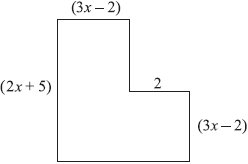 (3x – 2)
(2x + 5)
2
(3x – 2)